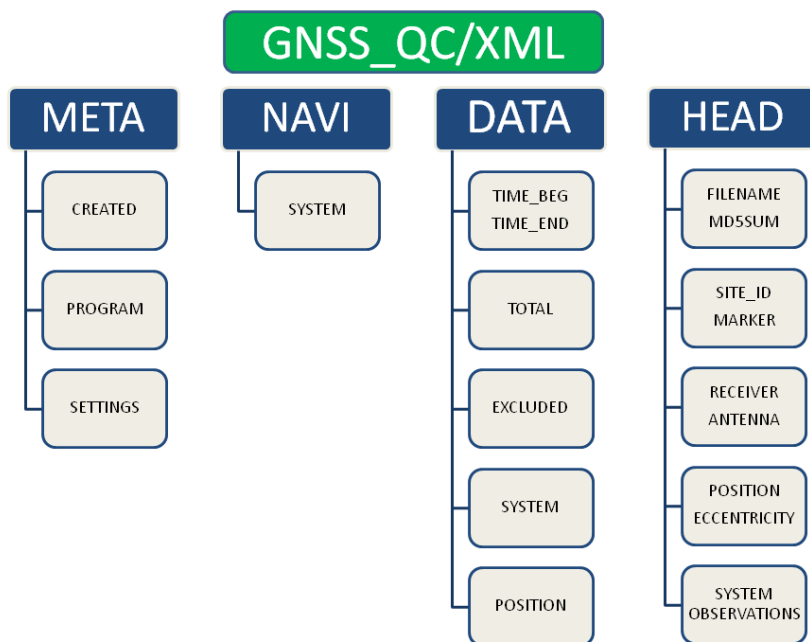 GNSS_QC/XML
META
CREATED
PROGRAM
SETTINGS
NAVI
SYSTEM
DATA
TIME_BEG
TIME_END
TOTAL
EXCLUDED
SYSTEM
POSITION
HEAD
FILENAME
MD5SUM
SITE_ID
MARKER
RECEIVER
ANTENNA
POSITION
ECCENTRICITY
SYSTEM
OBSERVATIONS